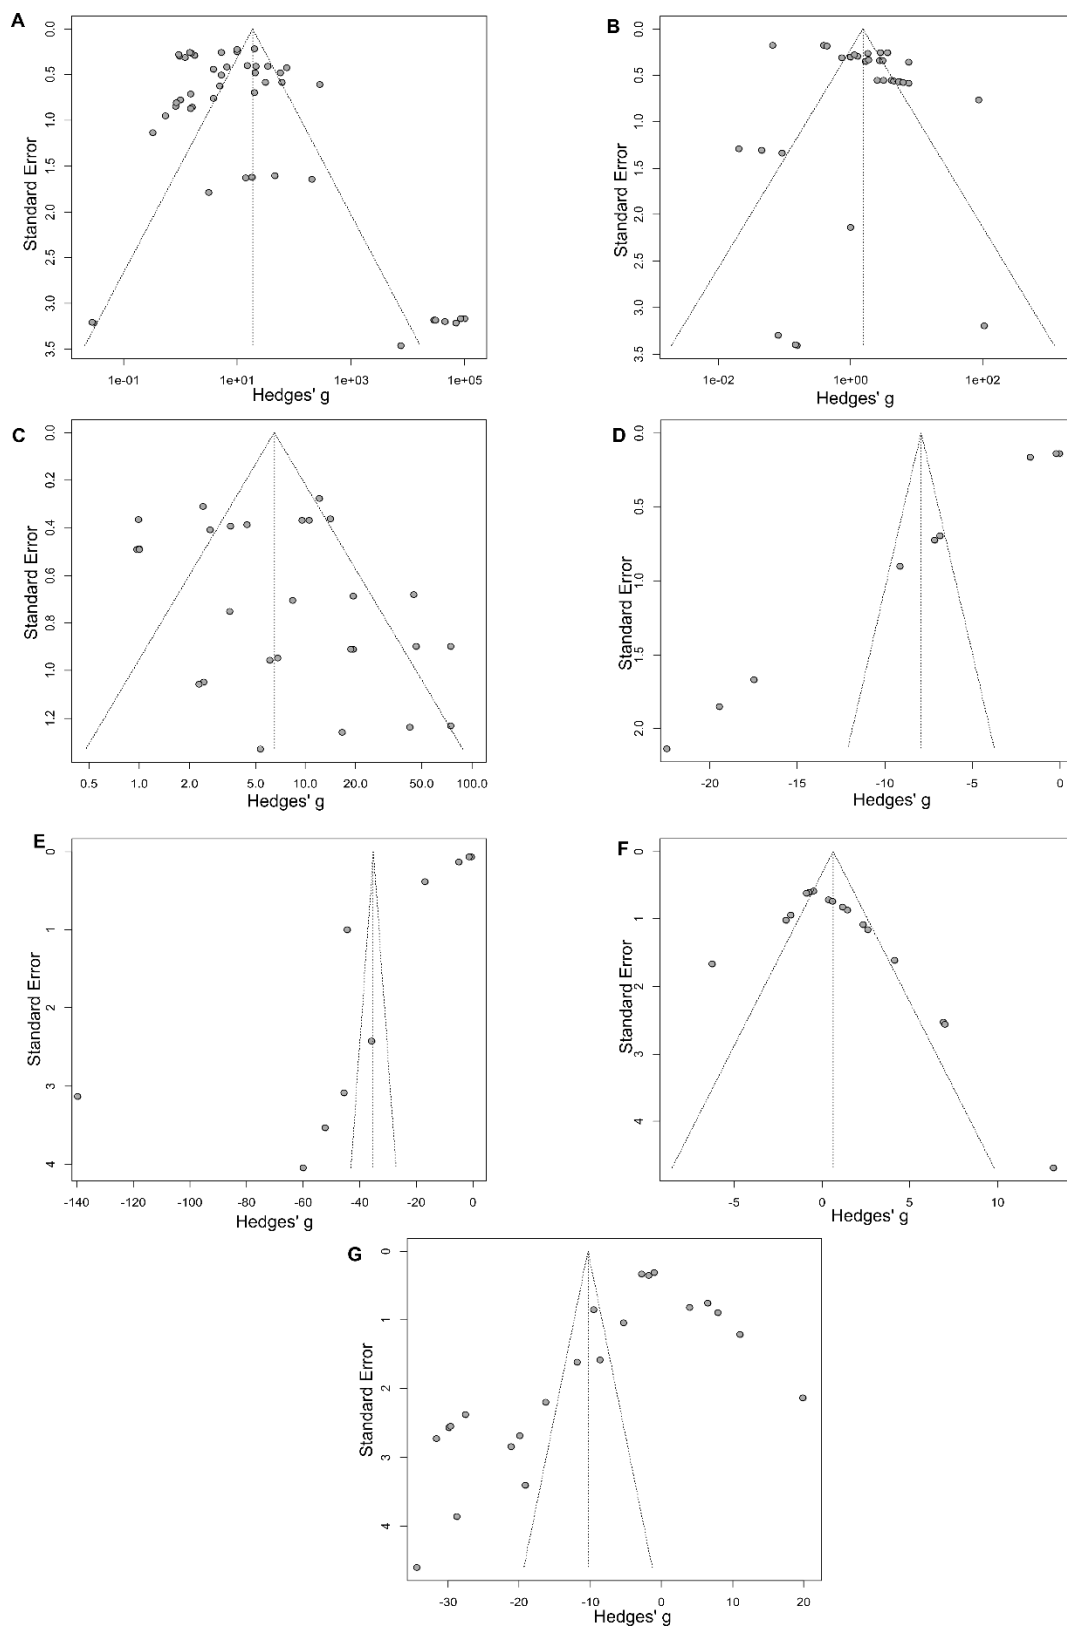 A
Standard Error
0.0
0.5
1.0
1.5
2.0
2.5
3.0
3.5
1e-01
1e+01
1e+03
1e+05
Hedges' g
B
Standard Error
0.0
0.5
1.0
1.5
2.0
2.5
3.0
3.5
1e-02
1e+00
1e+02
Hedges' g
C
Standard Error
0.0
0.2
0.4
0.6
0.8
1.0
1.2
0.5
1.0
2.0
5.0
10.0
20.0
50.0
100.0
Hedges' g
D
Standard Error
0.0
0.5
1.0
1.5
2.0
-20
-15
-10
-5
0
Hedges' g
E
Standard Error
0
1
2
3
4
-140
-120
-100
-80
-60
-40
-20
0
Hedges' g
F
Standard Error
0
1
2
3
4
-5
0
5
10
Hedges' g
G
Standard Error
0
1
2
3
4
-30
-20
-10
0
10
20
Hedges' g